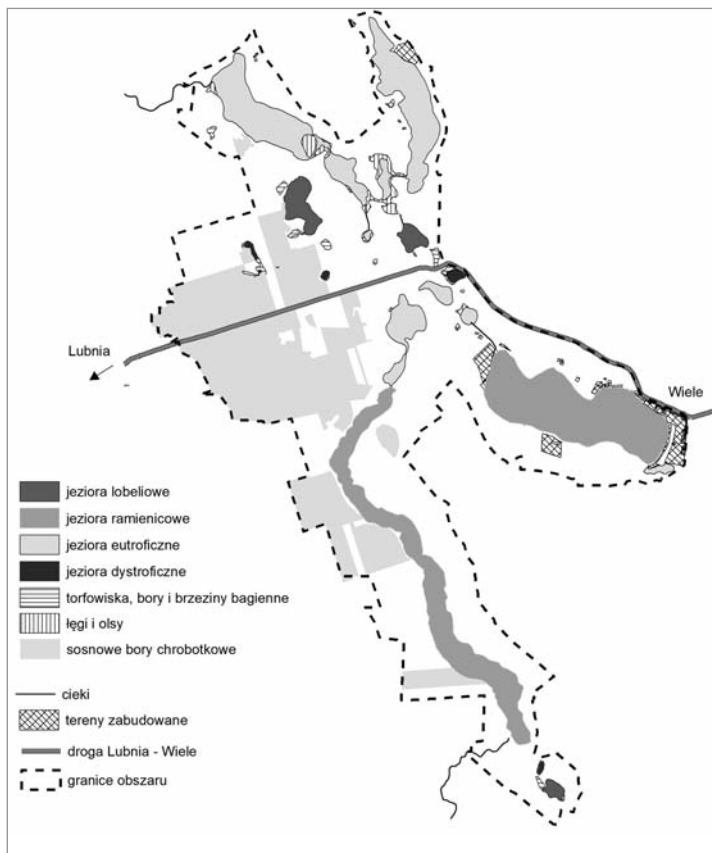 Lubnia
Wiele
jeziora lobeliowe
jeziora ramienicowe
jeziora eutroficzne
jeziora dystroficzne
torfowiska, bory i brzeziny bagienne
łęgi i olsy
sosnowe bory chrobotkowe
cieki
tereny zabudowane
droga Lubnia - Wiele
granice obszaru